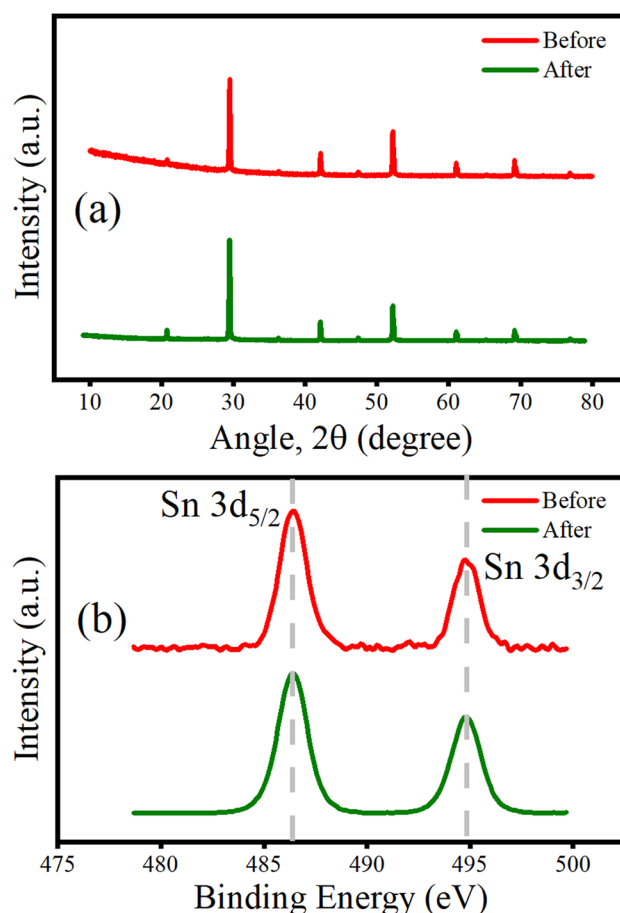 Before
After
(a)
Intensity (a.u.)
10 20 30 40 50 60 70 80
Angle, 2θ (degree)
Sn 3d5/2
Before
After
Sn 3d3/2
(b)
Intensity (a.u.)
475 480 485 490 495 500
Binding Energy (eV)